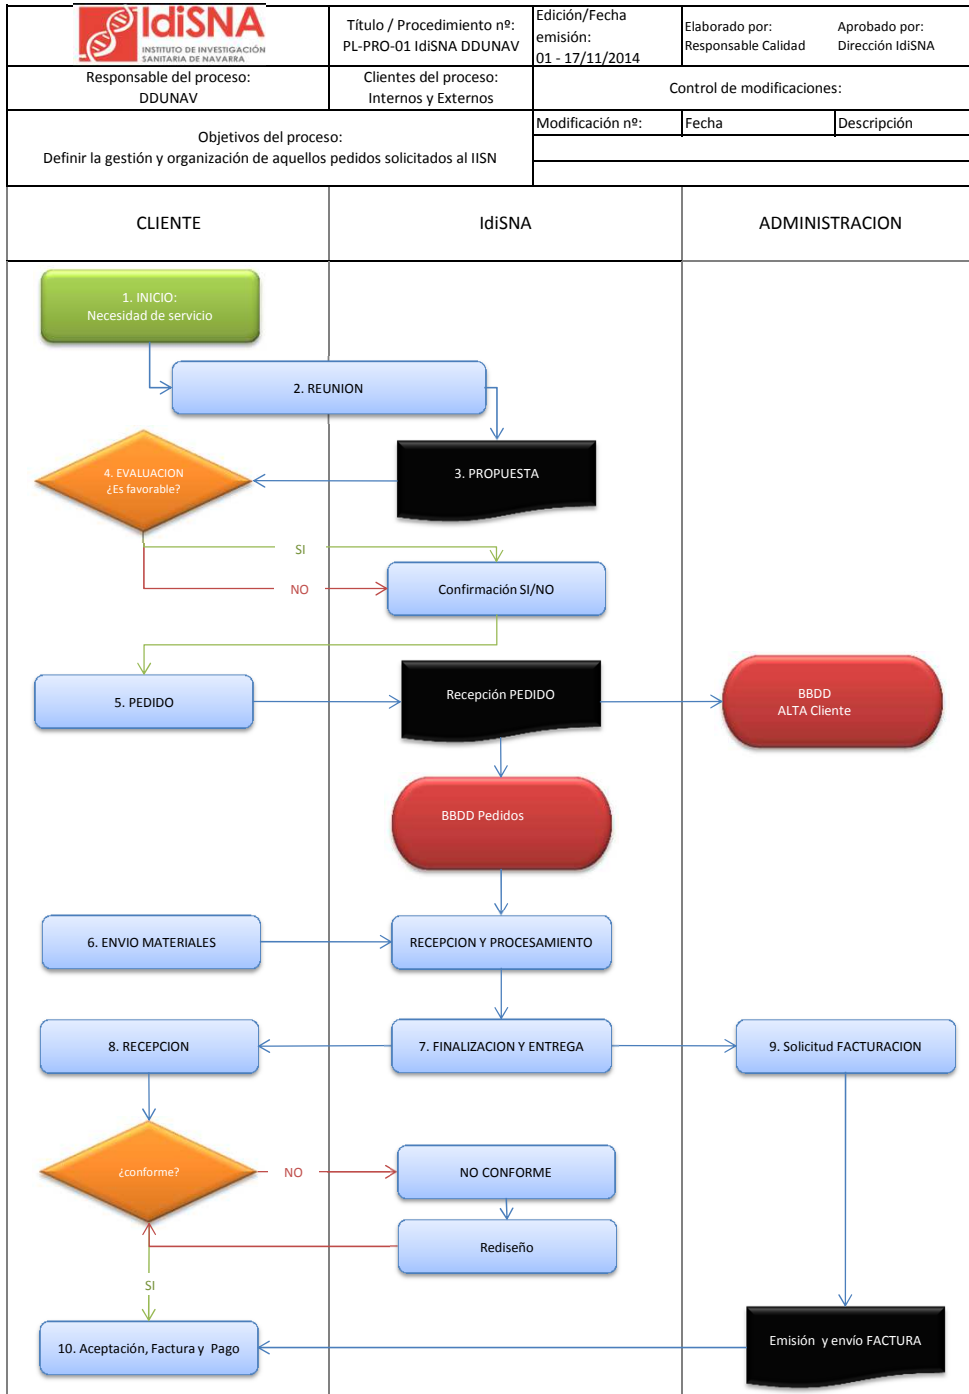 IdiSNA
INSTITUTO DE INVESTIGACIÓN
SANITARIA DE NAVARRA
Título / Procedimiento nº:
PL-PRO-01 IdiSNA DDUNAV
Edición/Fecha
emisión:
01 - 17/11/2014
Elaborado por:
Responsable Calidad
Aprobado por:
Dirección IdiSNA
Responsable del proceso:
DDUNAV
Clientes del proceso:
Internos y Externos
Control de modificaciones:
Objetivos del proceso:
Definir la gestión y organización de aquellos pedidos solicitados al IISN
Modificación nº:
Fecha
Descripción
CLIENTE
IdiSNA
ADMINISTRACION
1. INICIO:
Necesidad de servicio
2. REUNION
3. PROPUESTA
4. EVALUACION
¿Es favorable?
SI
NO
Confirmación SI/NO
5. PEDIDO
Recepción PEDIDO
BBDD
ALTA Cliente
BBDD Pedidos
6. ENVIO MATERIALES
RECEPCION Y PROCESAMIENTO
8. RECEPCION
7. FINALIZACION Y ENTREGA
9. Solicitud FACTURACION
¿conforme?
NO
NO CONFORME
Rediseño
SI
10. Aceptación, Factura y Pago
Emisión y envío FACTURA